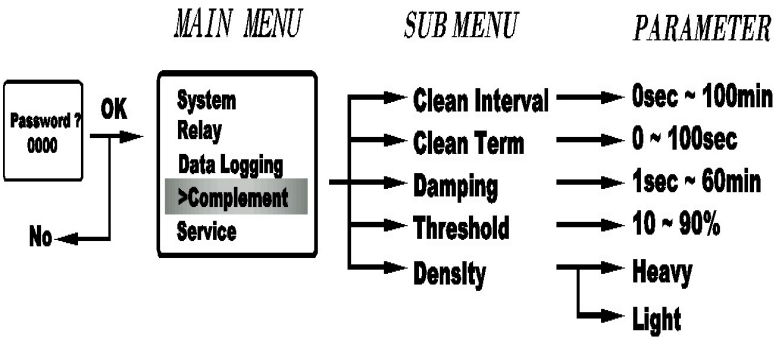 MAIN MENU
SUB MENU
PARAMETER
Password ?
0000
OK
No
System
Relay
Data Logging
>Complement
Service
Clean Interval
0sec ~ 100min
Clean Term
0 ~ 100sec
Damping
1sec ~ 60min
Threshold
10 ~ 90%
Density
Heavy
Light